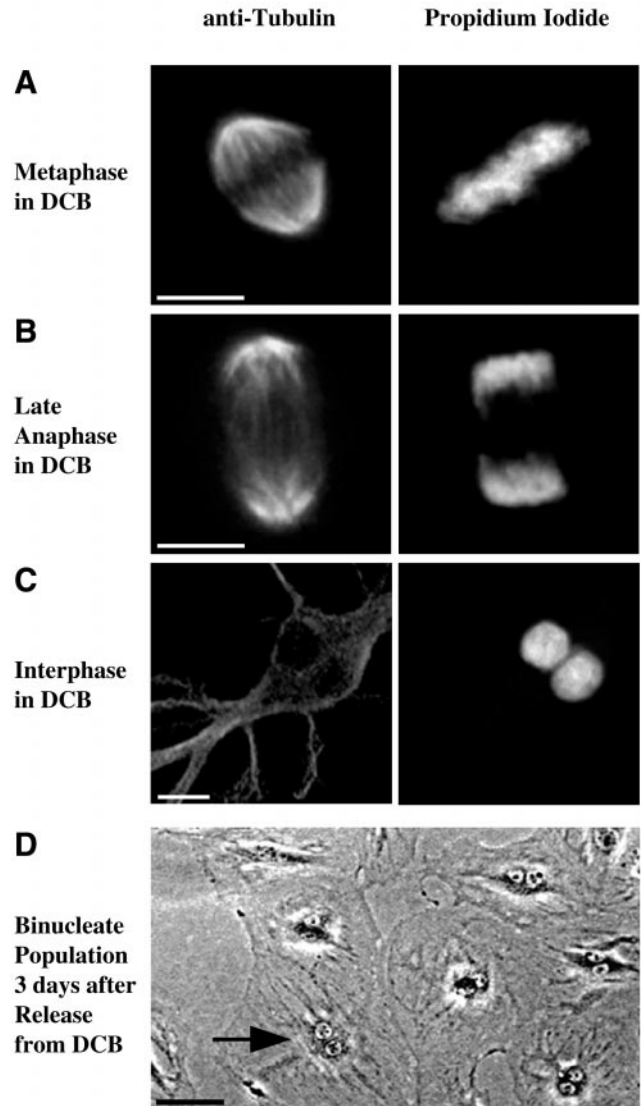 anti-Tubulin Propidium Iodide
A
Metaphase
in DCB
B
Late
Anaphase
in DCB
C
Interphase
in DCB
D
Binucleate
Population
3 days after
Release
from DCB